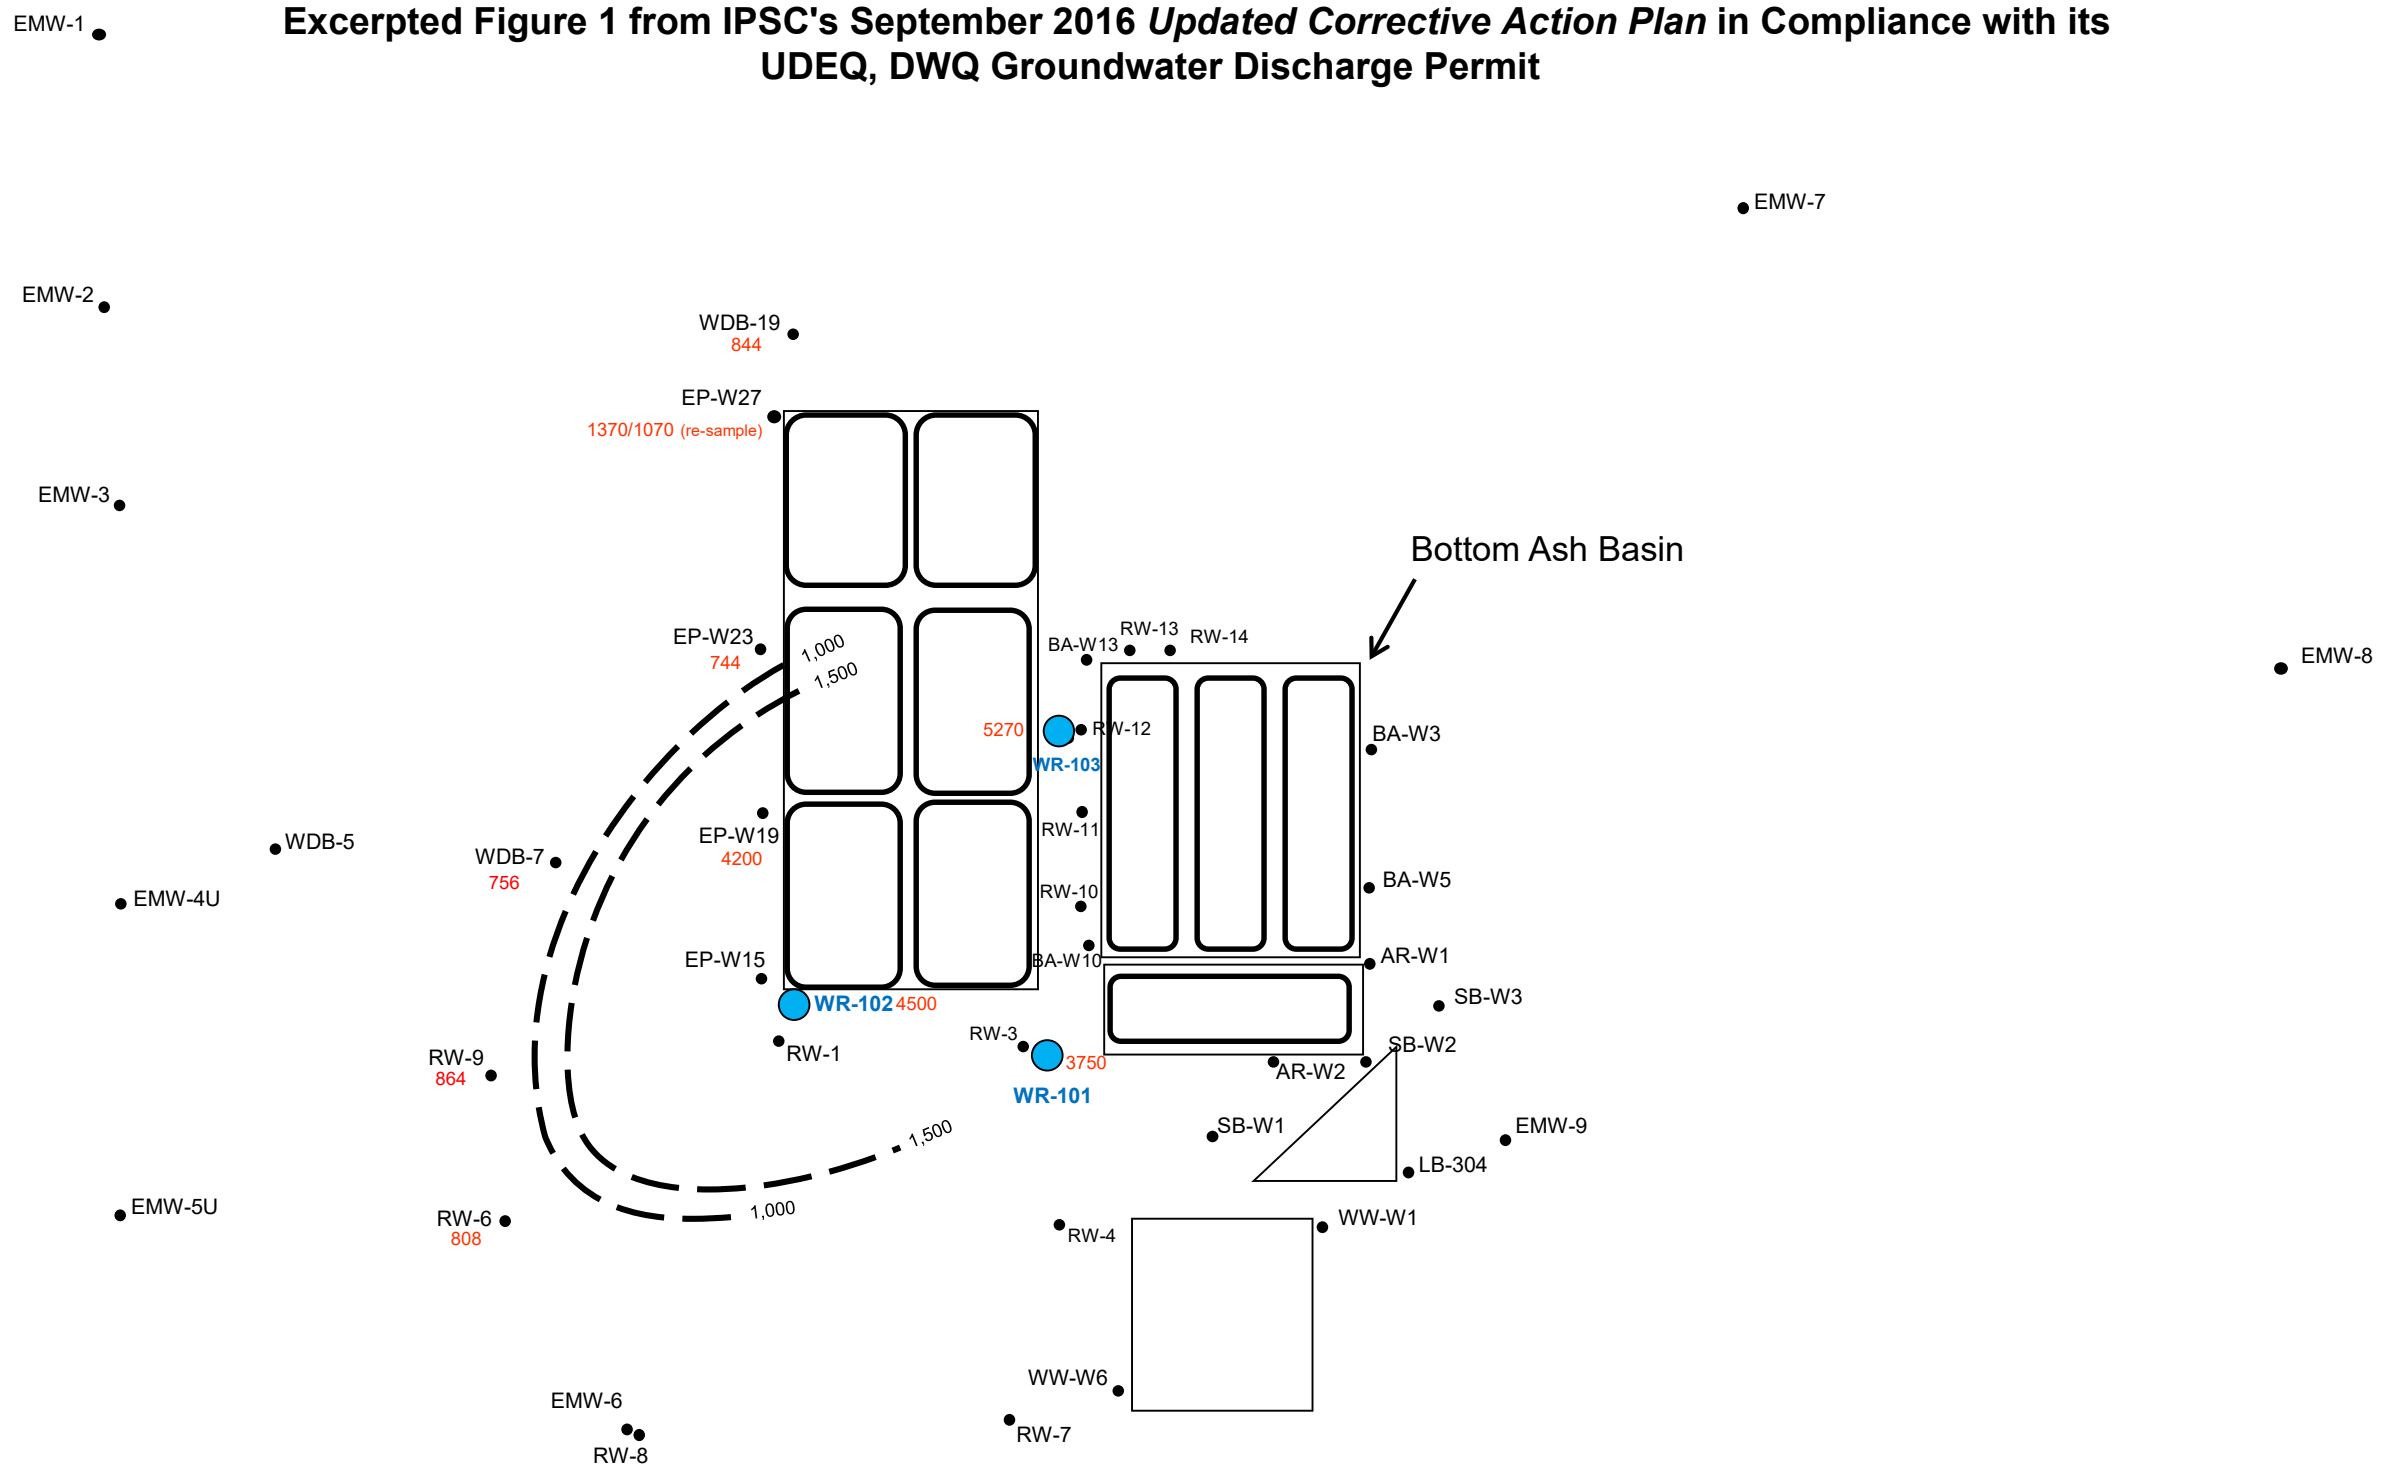 Excerpted Figure 1 from IPSC's September 2016 Updated Corrective Action Plan in Compliance with its
UDEQ, DWQ Groundwater Discharge Permit
EMW-1
EMW-7
EMW-2
WDB-19
844
EP-W27
1370/1070 (re-sample)
EMW-3
Bottom Ash Basin
EP-W23
744
1,000
1,500
BA-W13
RW-13
RW-14
EMW-8
5270
RW-12
WR-103
BA-W3
EP-W19
4200
RW-11
WDB-5
WDB-7
756
EMW-4U
RW-10
BA-W5
EP-W15
BA-W10
AR-W1
WR-102
4500
SB-W3
RW-3
RW-1
3750
WR-101
SB-W2
AR-W2
RW-9
864
1,500
SB-W1
EMW-9
LB-304
EMW-5U
1,000
RW-6
808
RW-4
WW-W1
WW-W6
EMW-6
RW-8
RW-7